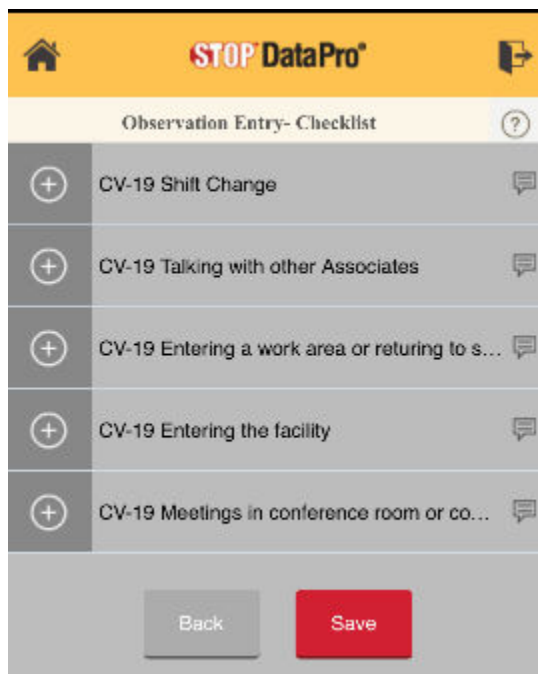 STOP® DataPro®
Observation Entry- Checklist
?
CV-19 Shift Change
CV-19 Talking with other Associates
CV-19 Entering a work area or returing to s...
CV-19 Entering the facility
CV-19 Meetings in conference room or co...
Back
Save